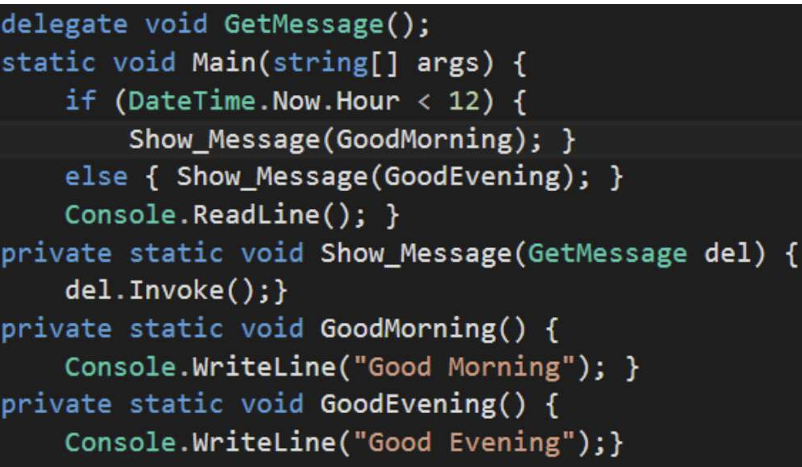 delegate void GetMessage();
static void Main(string[] args) {
    if (DateTime.Now.Hour < 12) {
        Show_Message(GoodMorning); }
    else { Show_Message(GoodEvening); }
    Console.ReadLine(); }
private static void Show_Message(GetMessage del) {
    del.Invoke();}
private static void GoodMorning() {
    Console.WriteLine("Good Morning"); }
private static void GoodEvening() {
    Console.WriteLine("Good Evening");}